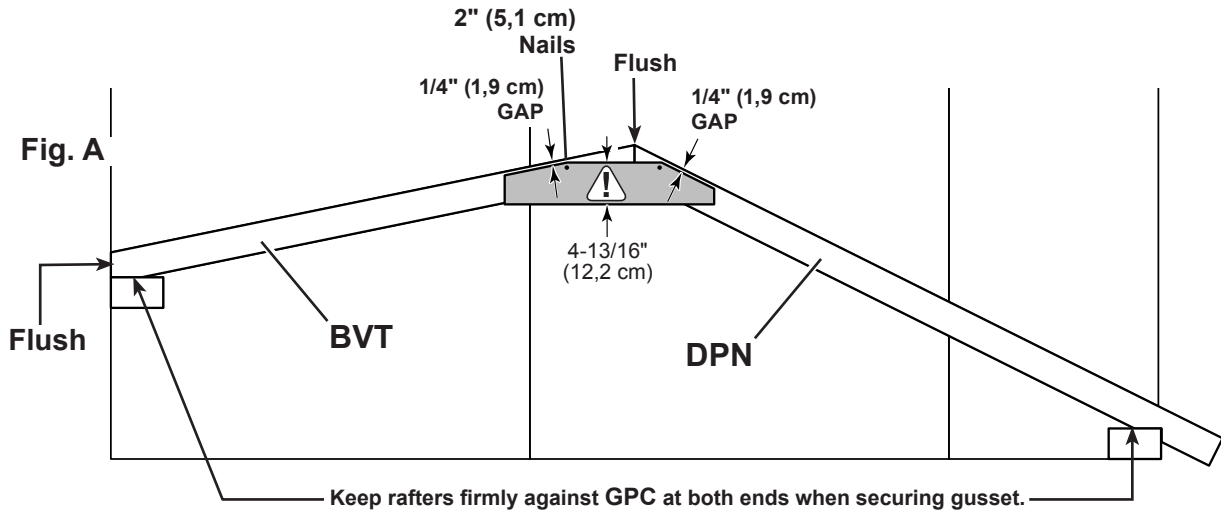 2" (5,1 cm)
Nails
Flush
1/4" (1,9 cm)
GAP
1/4" (1,9 cm)
GAP
Fig. A
!
4-13/16"
(12,2 cm)
Flush
BVT
DPN
Keep rafters firmly against GPC at both ends when securing gusset.